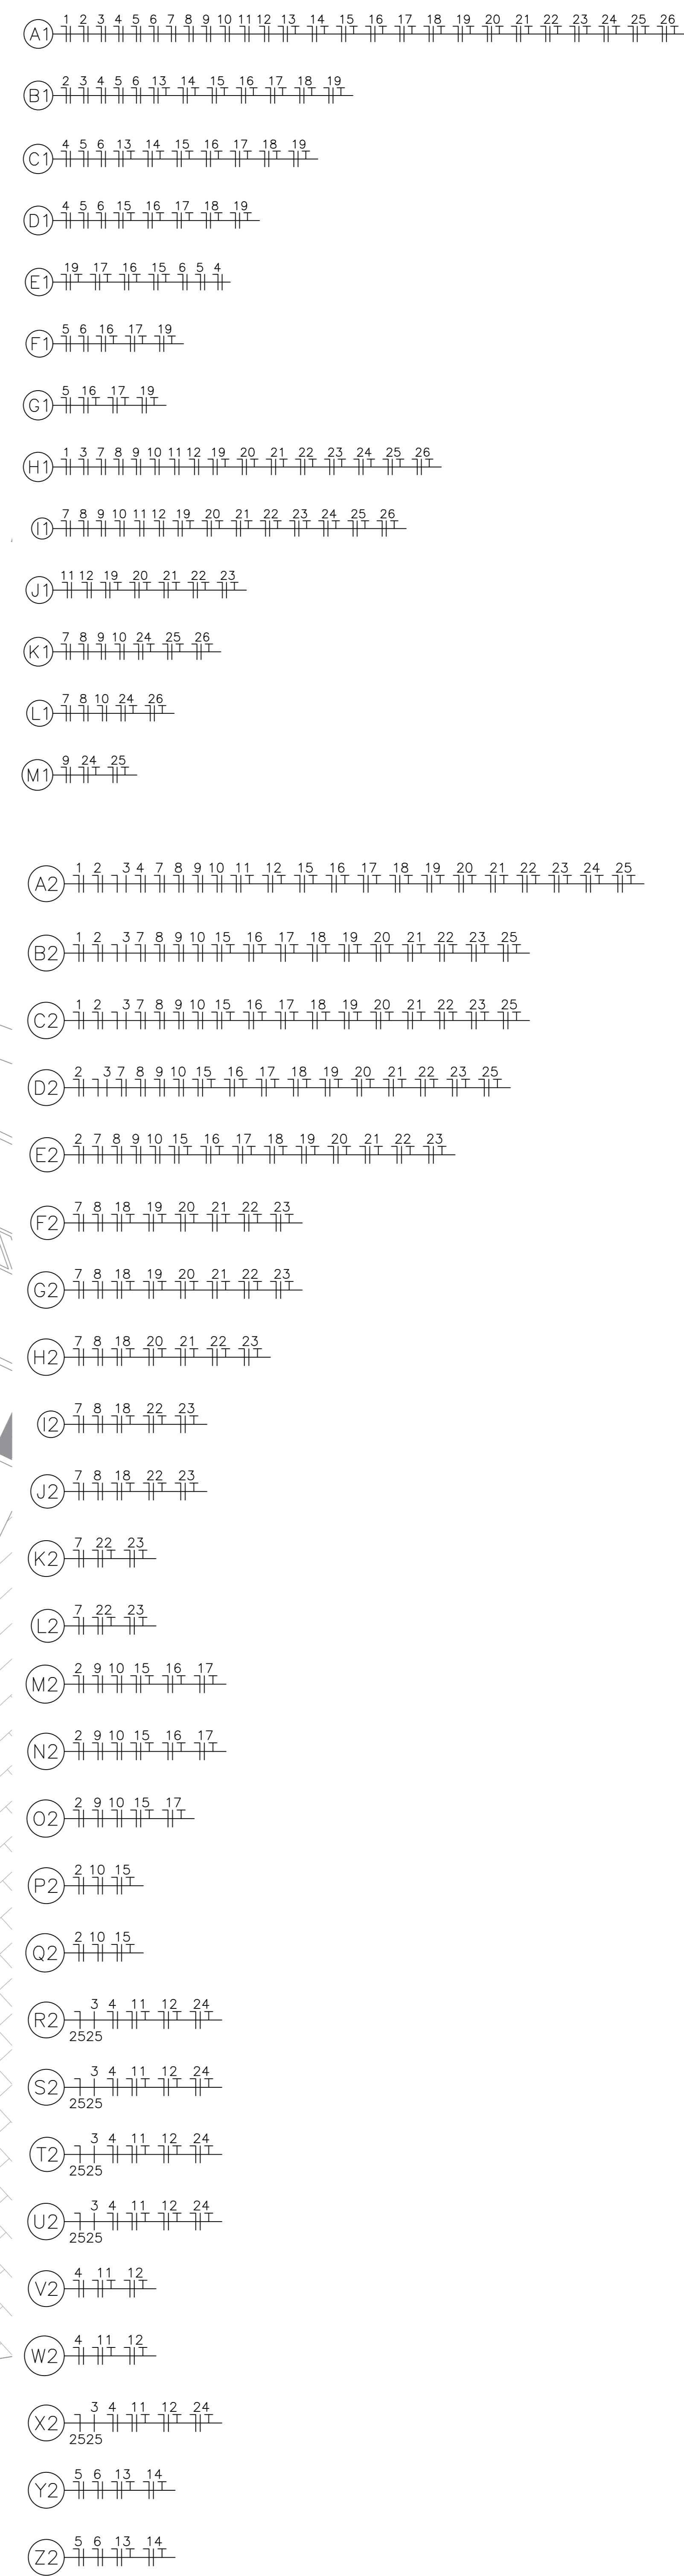 A1 1 2 3 4 5 6 7 8 9 10 11 12 13 14 15 16 17 18 19 20 21 22 23 24 25 26
B1 2 3 4 5 6 13 14 15 16 17 18 19
C1 4 5 6 13 14 15 16 17 18 19
D1 4 5 6 15 16 17 18 19
E1 19 17 16 15 6 5 4
F1 5 6 16 17 19
G1 5 16 17 19
H1 1 3 7 8 9 10 11 12 19 20 21 22 23 24 25 26
I1 7 8 9 10 11 12 19 20 21 22 23 24 25 26
J1 11 12 19 20 21 22 23
K1 7 8 9 10 24 25 26
L1 7 8 10 24 26
M1 9 24 25
A2 1 2 3 4 7 8 9 10 11 12 15 16 17 18 19 20 21 22 23 24 25
B2 1 2 3 7 8 9 10 15 16 17 18 19 20 21 22 23 25
C2 1 2 3 7 8 9 10 15 16 17 18 19 20 21 22 23 25
D2 2 3 7 8 9 10 15 16 17 18 19 20 21 22 23 25
E2 2 7 8 9 10 15 16 17 18 19 20 21 22 23
F2 7 8 18 19 20 21 22 23
G2 7 8 18 19 20 21 22 23
H2 7 8 18 20 21 22 23
I2 7 8 18 22 23
J2 7 8 18 22 23
K2 7 22 23
L2 7 22 23
M2 2 9 10 15 16 17
N2 2 9 10 15 16 17
O2 2 9 10 15 17
P2 2 10 15
Q2 2 10 15
R2 3 4 11 12 24
2525
S2 3 4 11 12 24
2525
T2 3 4 11 12 24
2525
U2 3 4 11 12 24
2525
V2 4 11 12
W2 4 11 12
X2 3 4 11 12 24
2525
Y2 5 6 13 14
Z2 5 6 13 14